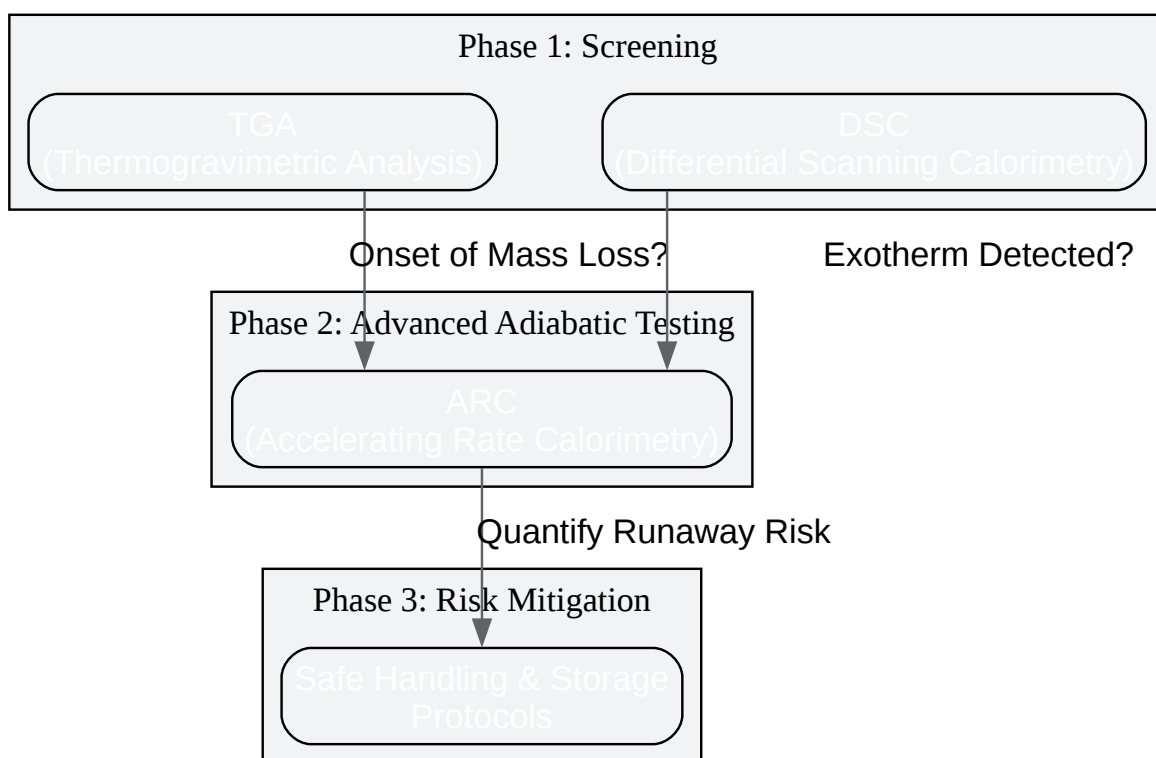 Phase 1: Screening
TGA
(Thermogravimetric Analysis)
DSC
(Differential Scanning Calorimetry)
Onset of Mass Loss?
Exotherm Detected?
Phase 2: Advanced Adiabatic Testing
ARC
(Accelerating Rate Calorimetry)
Quantify Runaway Risk
Phase 3: Risk Mitigation
Safe Handling & Storage
Protocols